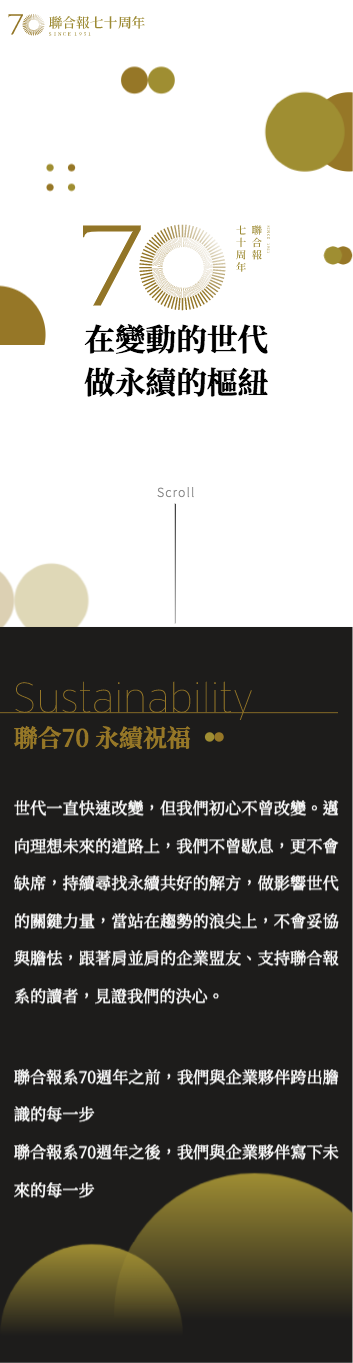 70 聯合報七十周年
SINCE 1951
70
聯合報
七十周年
SINCE 1951
在變動的世代
做永續的樞紐
Scroll
Sustainability
聯合70 永續祝福
世代一直快速改變，但我們初心不曾改變。邁
向理想未來的道路上，我們不曾歇息，更不會
缺席，持續尋找永續共好的解方，做影響世代
的關鍵力量，當站在趨勢的浪尖上，不會妥協
與膽怯，跟著肩並肩的企業盟友、支持聯合報
系的讀者，見證我們的決心。
聯合報系70週年之前，我們與企業夥伴跨出膽
識的每一步
聯合報系70週年之後，我們與企業夥伴寫下未
來的每一步